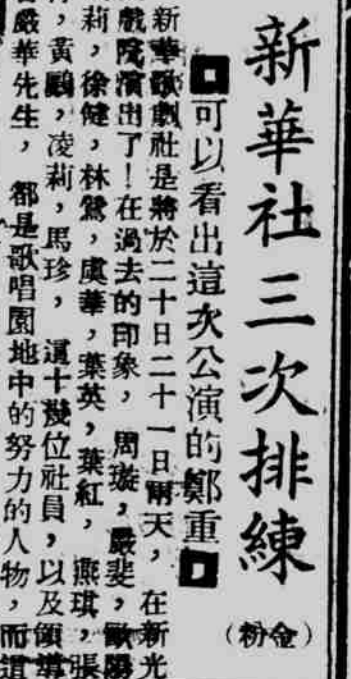 新華社三次排練
（金粉）
可以看出這次公演的鄭重
新華歌劇社是將於二十日二十一日兩天，在新光
戲院演出了！在過去的印象，周璇，嚴斐，歐陽
莉，徐健，林鶯，虞華，葉英，葉紅，燕琪，張
，黃鸝，凌莉，馬珍，這十幾位社員，以及領導
嚴華先生，都是歌唱園地中的努力的人物，而這